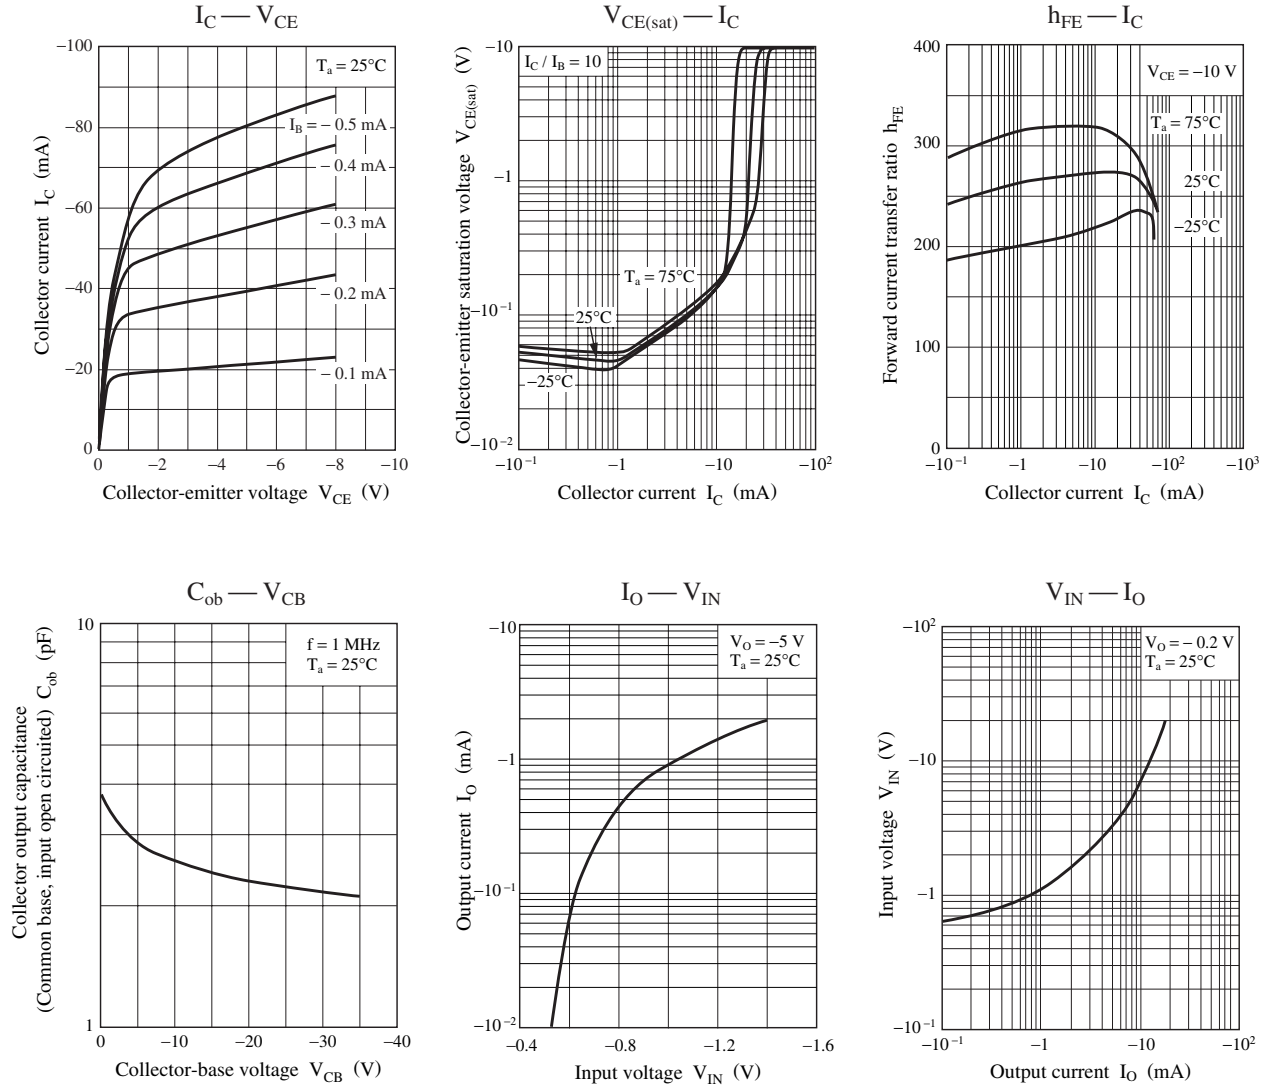 I_C — V_CE
−100
−80
−60
−40
−20
0
0
−2
−4
−6
−8
−10
T_a = 25°C
I_B = − 0.5 mA
− 0.4 mA
− 0.3 mA
− 0.2 mA
− 0.1 mA
Collector current I_C (mA)
Collector-emitter voltage V_CE (V)
V_CE(sat) — I_C
−10
−1
−10^−1
−10^−2
−10^−1
−1
−10
−10^2
I_C / I_B = 10
T_a = 75°C
25°C
−25°C
Collector-emitter saturation voltage V_CE(sat) (V)
Collector current I_C (mA)
h_FE — I_C
400
300
200
100
0
−10^−1
−1
−10
−10^2
−10^3
V_CE = −10 V
T_a = 75°C
25°C
−25°C
Forward current transfer ratio h_FE
Collector current I_C (mA)
C_ob — V_CB
10
1
0
−10
−20
−30
−40
f = 1 MHz
T_a = 25°C
Collector output capacitance
(Common base, input open circuited) C_ob (pF)
Collector-base voltage V_CB (V)
I_O — V_IN
−10
−1
−10^−1
−10^−2
−0.4
−0.8
−1.2
−1.6
V_O = −5 V
T_a = 25°C
Output current I_O (mA)
Input voltage V_IN (V)
V_IN — I_O
−10^2
−10
−1
−10^−1
−10^−1
−1
−10
−10^2
V_O = − 0.2 V
T_a = 25°C
Input voltage V_IN (V)
Output current I_O (mA)